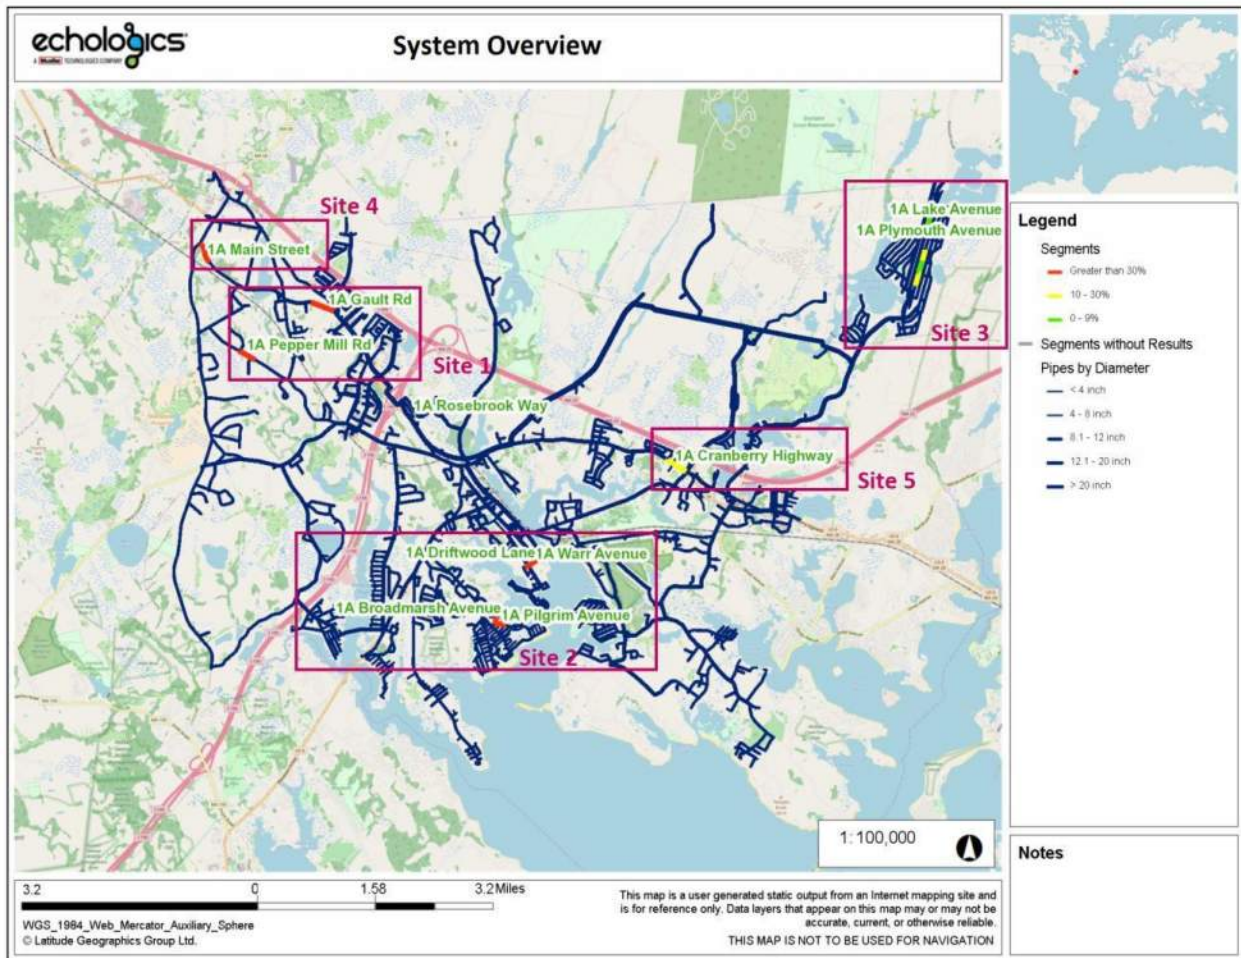 echologics
A Mueller TECHNOLOGIES COMPANY
System Overview
Site 4
1A Main Street
1A Lake Avenue
1A Plymouth Avenue
1A Gault Rd
Site 3
1A Pepper Mill Rd
Site 1
1A Rosebrook Way
1A Cranberry Highway
Site 5
1A Driftwood Lane
1A Warr Avenue
1A Broadmarsh Avenue
1A Pilgrim Avenue
Site 2
1: 100,000
Legend
Segments
Greater than 30%
10 - 30%
0 - 9%
Segments without Results
Pipes by Diameter
< 4 inch
4 - 8 inch
8.1 - 12 inch
12.1 - 20 inch
> 20 inch
Notes
3.2
0
1.58
3.2 Miles
WGS_1984_Web_Mercator_Auxiliary_Sphere
© Latitude Geographics Group Ltd.
This map is a user generated static output from an Internet mapping site and
is for reference only. Data layers that appear on this map may or may not be
accurate, current, or otherwise reliable.
THIS MAP IS NOT TO BE USED FOR NAVIGATION